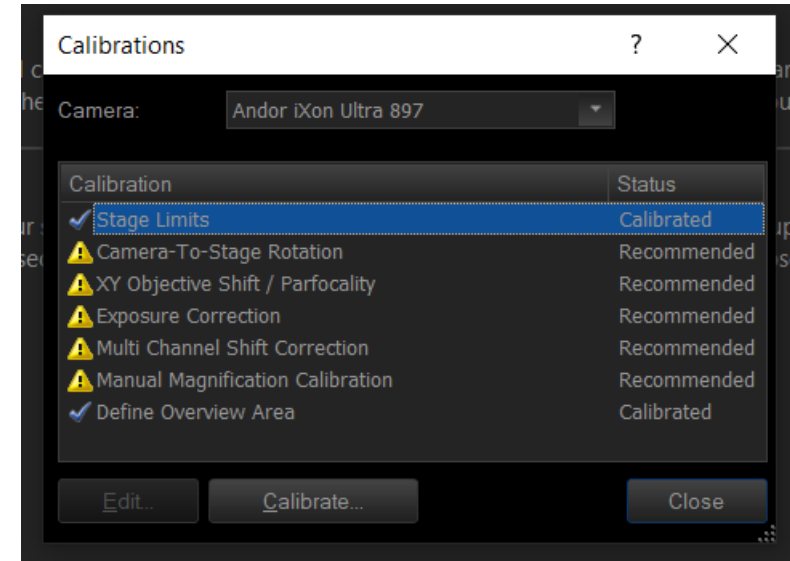 Calibrations
?
Camera:
Andor iXon Ultra 897
Calibration Status
Stage Limits Calibrated
Camera-To-Stage Rotation Recommended
XY Objective Shift / Parfocality Recommended
Exposure Correction Recommended
Multi Channel Shift Correction Recommended
Manual Magnification Calibration Recommended
Define Overview Area Calibrated
Edit... Calibrate... Close